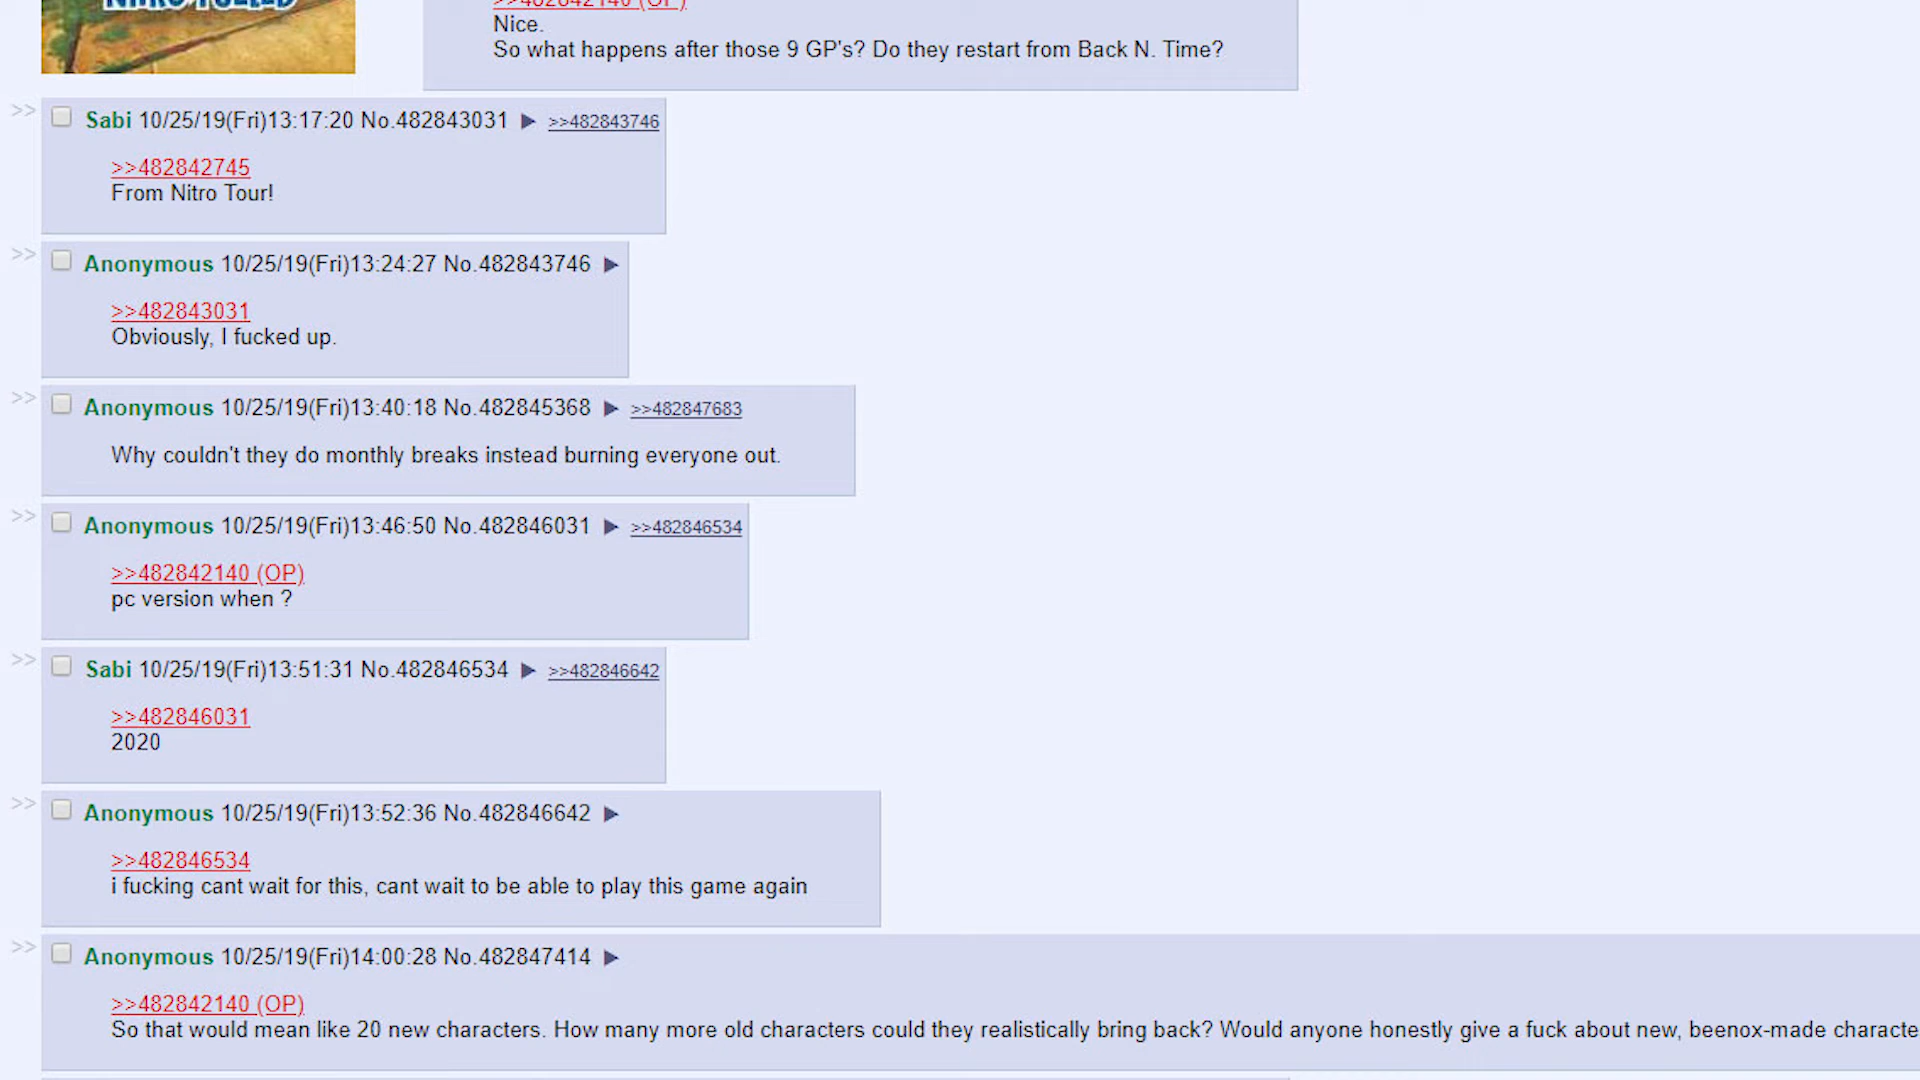 NITRO FUELED
>>482842140 (OP)
Nice.
So what happens after those 9 GP's? Do they restart from Back N. Time?
>> Sabi 10/25/19(Fri)13:17:20 No.482843031 ▶ >>482843746
>>482842745
From Nitro Tour!
>> Anonymous 10/25/19(Fri)13:24:27 No.482843746 ▶
>>482843031
Obviously, I fucked up.
>> Anonymous 10/25/19(Fri)13:40:18 No.482845368 ▶ >>482847683
Why couldn't they do monthly breaks instead burning everyone out.
>> Anonymous 10/25/19(Fri)13:46:50 No.482846031 ▶ >>482846534
>>482842140 (OP)
pc version when ?
>> Sabi 10/25/19(Fri)13:51:31 No.482846534 ▶ >>482846642
>>482846031
2020
>> Anonymous 10/25/19(Fri)13:52:36 No.482846642 ▶
>>482846534
i fucking cant wait for this, cant wait to be able to play this game again
>> Anonymous 10/25/19(Fri)14:00:28 No.482847414 ▶
>>482842140 (OP)
So that would mean like 20 new characters. How many more old characters could they realistically bring back? Would anyone honestly give a fuck about new, beenox-made characte